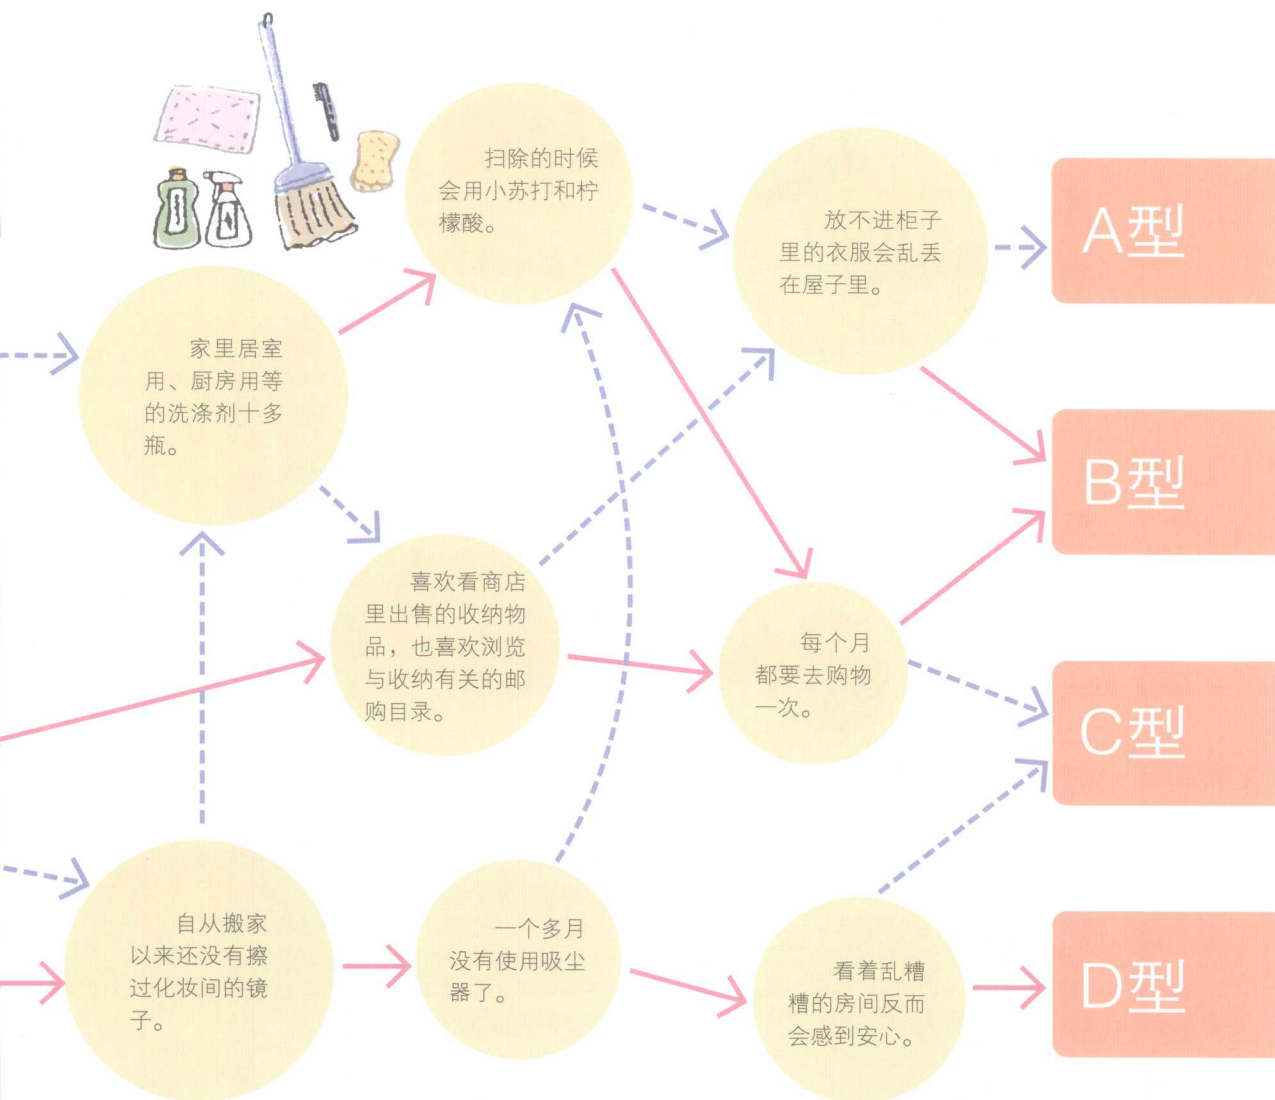 扫除的时候
会用小苏打和柠
檬酸。
放不进柜子
里的衣服会乱丢
在屋子里。
A型
家里居室
用、厨房用等
的洗涤剂十多
瓶。
B型
喜欢看商店
里出售的收纳物
品，也喜欢浏览
与收纳有关的邮
购目录。
每个月
都要去购物
一次。
C型
自从搬家
以来还没有擦
过化妆间的镜
子。
一个多月
没有使用吸尘
器了。
看着乱糟
糟的房间反而
会感到安心。
D型